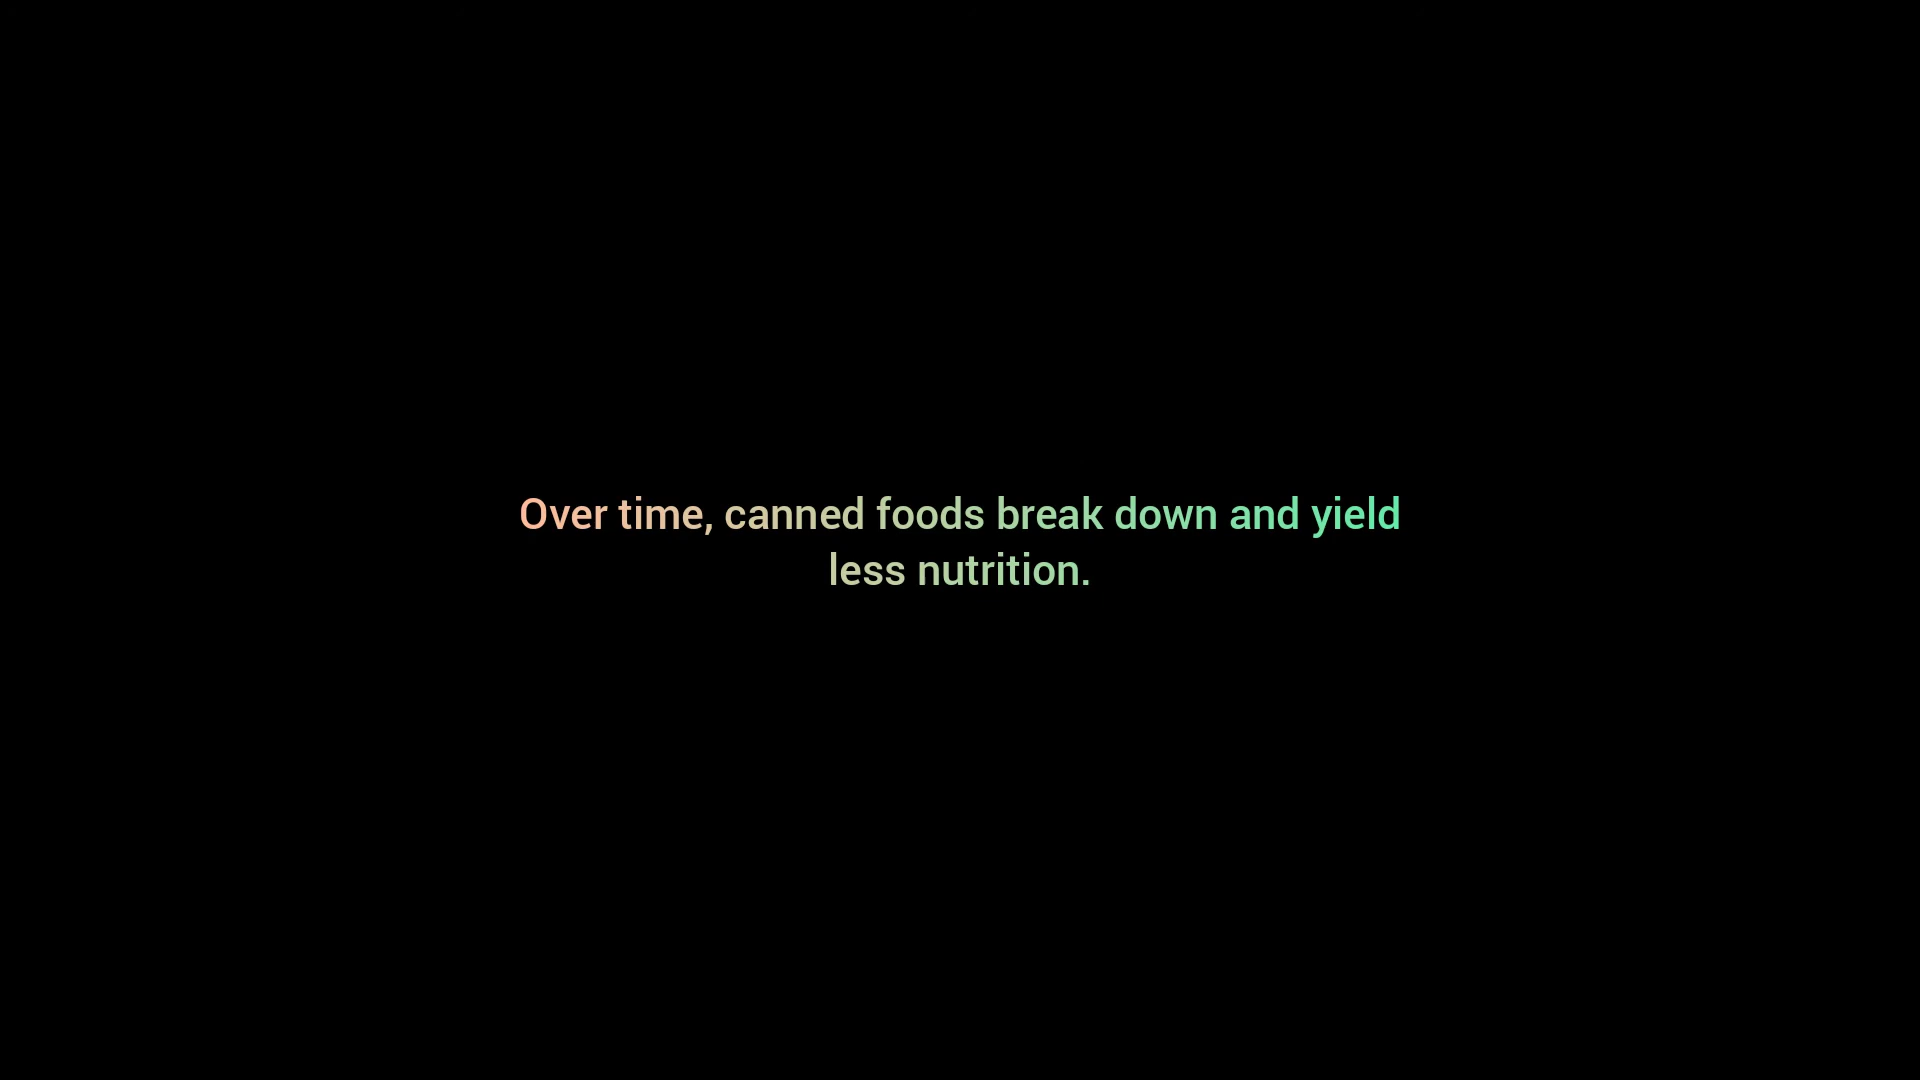 Over time, canned foods break down and yield
less nutrition.